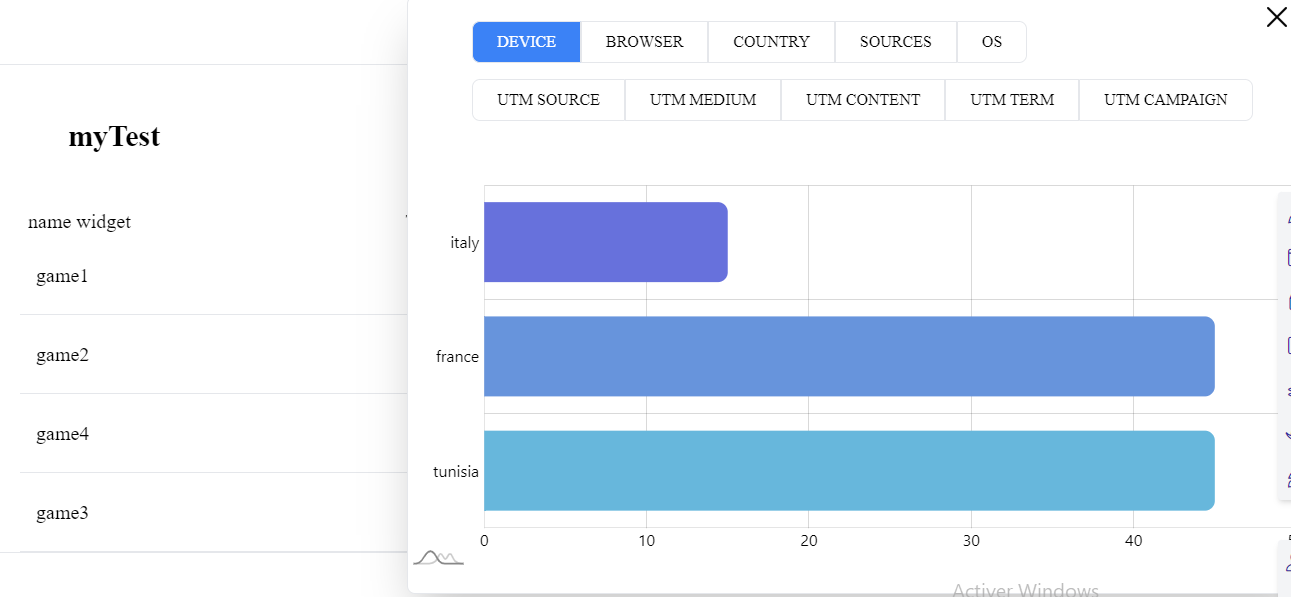 DEVICE BROWSER COUNTRY SOURCES OS
UTM SOURCE UTM MEDIUM UTM CONTENT UTM TERM UTM CAMPAIGN
myTest
name widget
game1
game2
game4
game3
italy
france
tunisia
0 10 20 30 40
Activer Windows